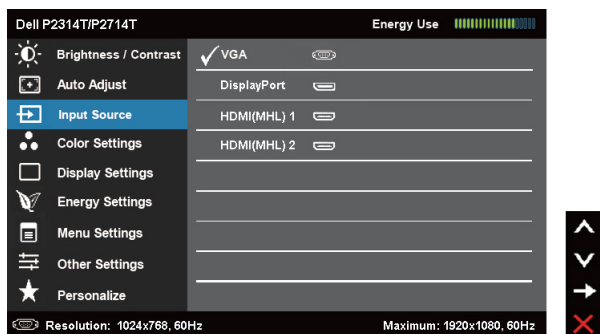 Dell P2314T/P2714T Energy Use
Brightness / Contrast VGA
Auto Adjust DisplayPort
Input Source HDMI(MHL) 1
Color Settings HDMI(MHL) 2
Display Settings
Energy Settings
Menu Settings
Other Settings
Personalize
Resolution: 1024x768, 60Hz Maximum: 1920x1080, 60Hz